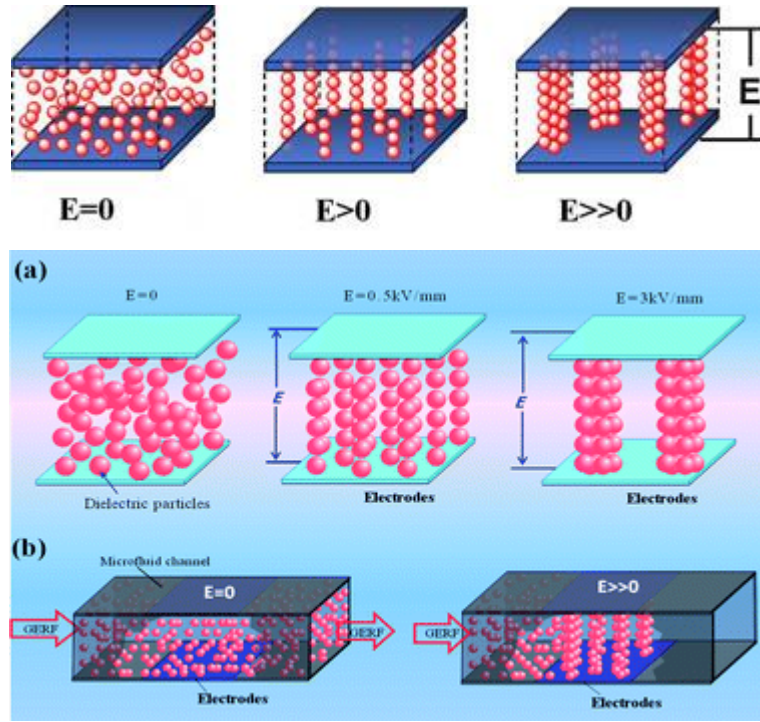 E
E=0
E>0
E>>0
(a)
E=0
E=0.5kV/mm
E=3kV/mm
E
E
Dielectric particles
Electrodes
Electrodes
(b)
Microfluid channel
E=0
E>>0
GERF
GERF
GERF
Electrodes
Electrodes